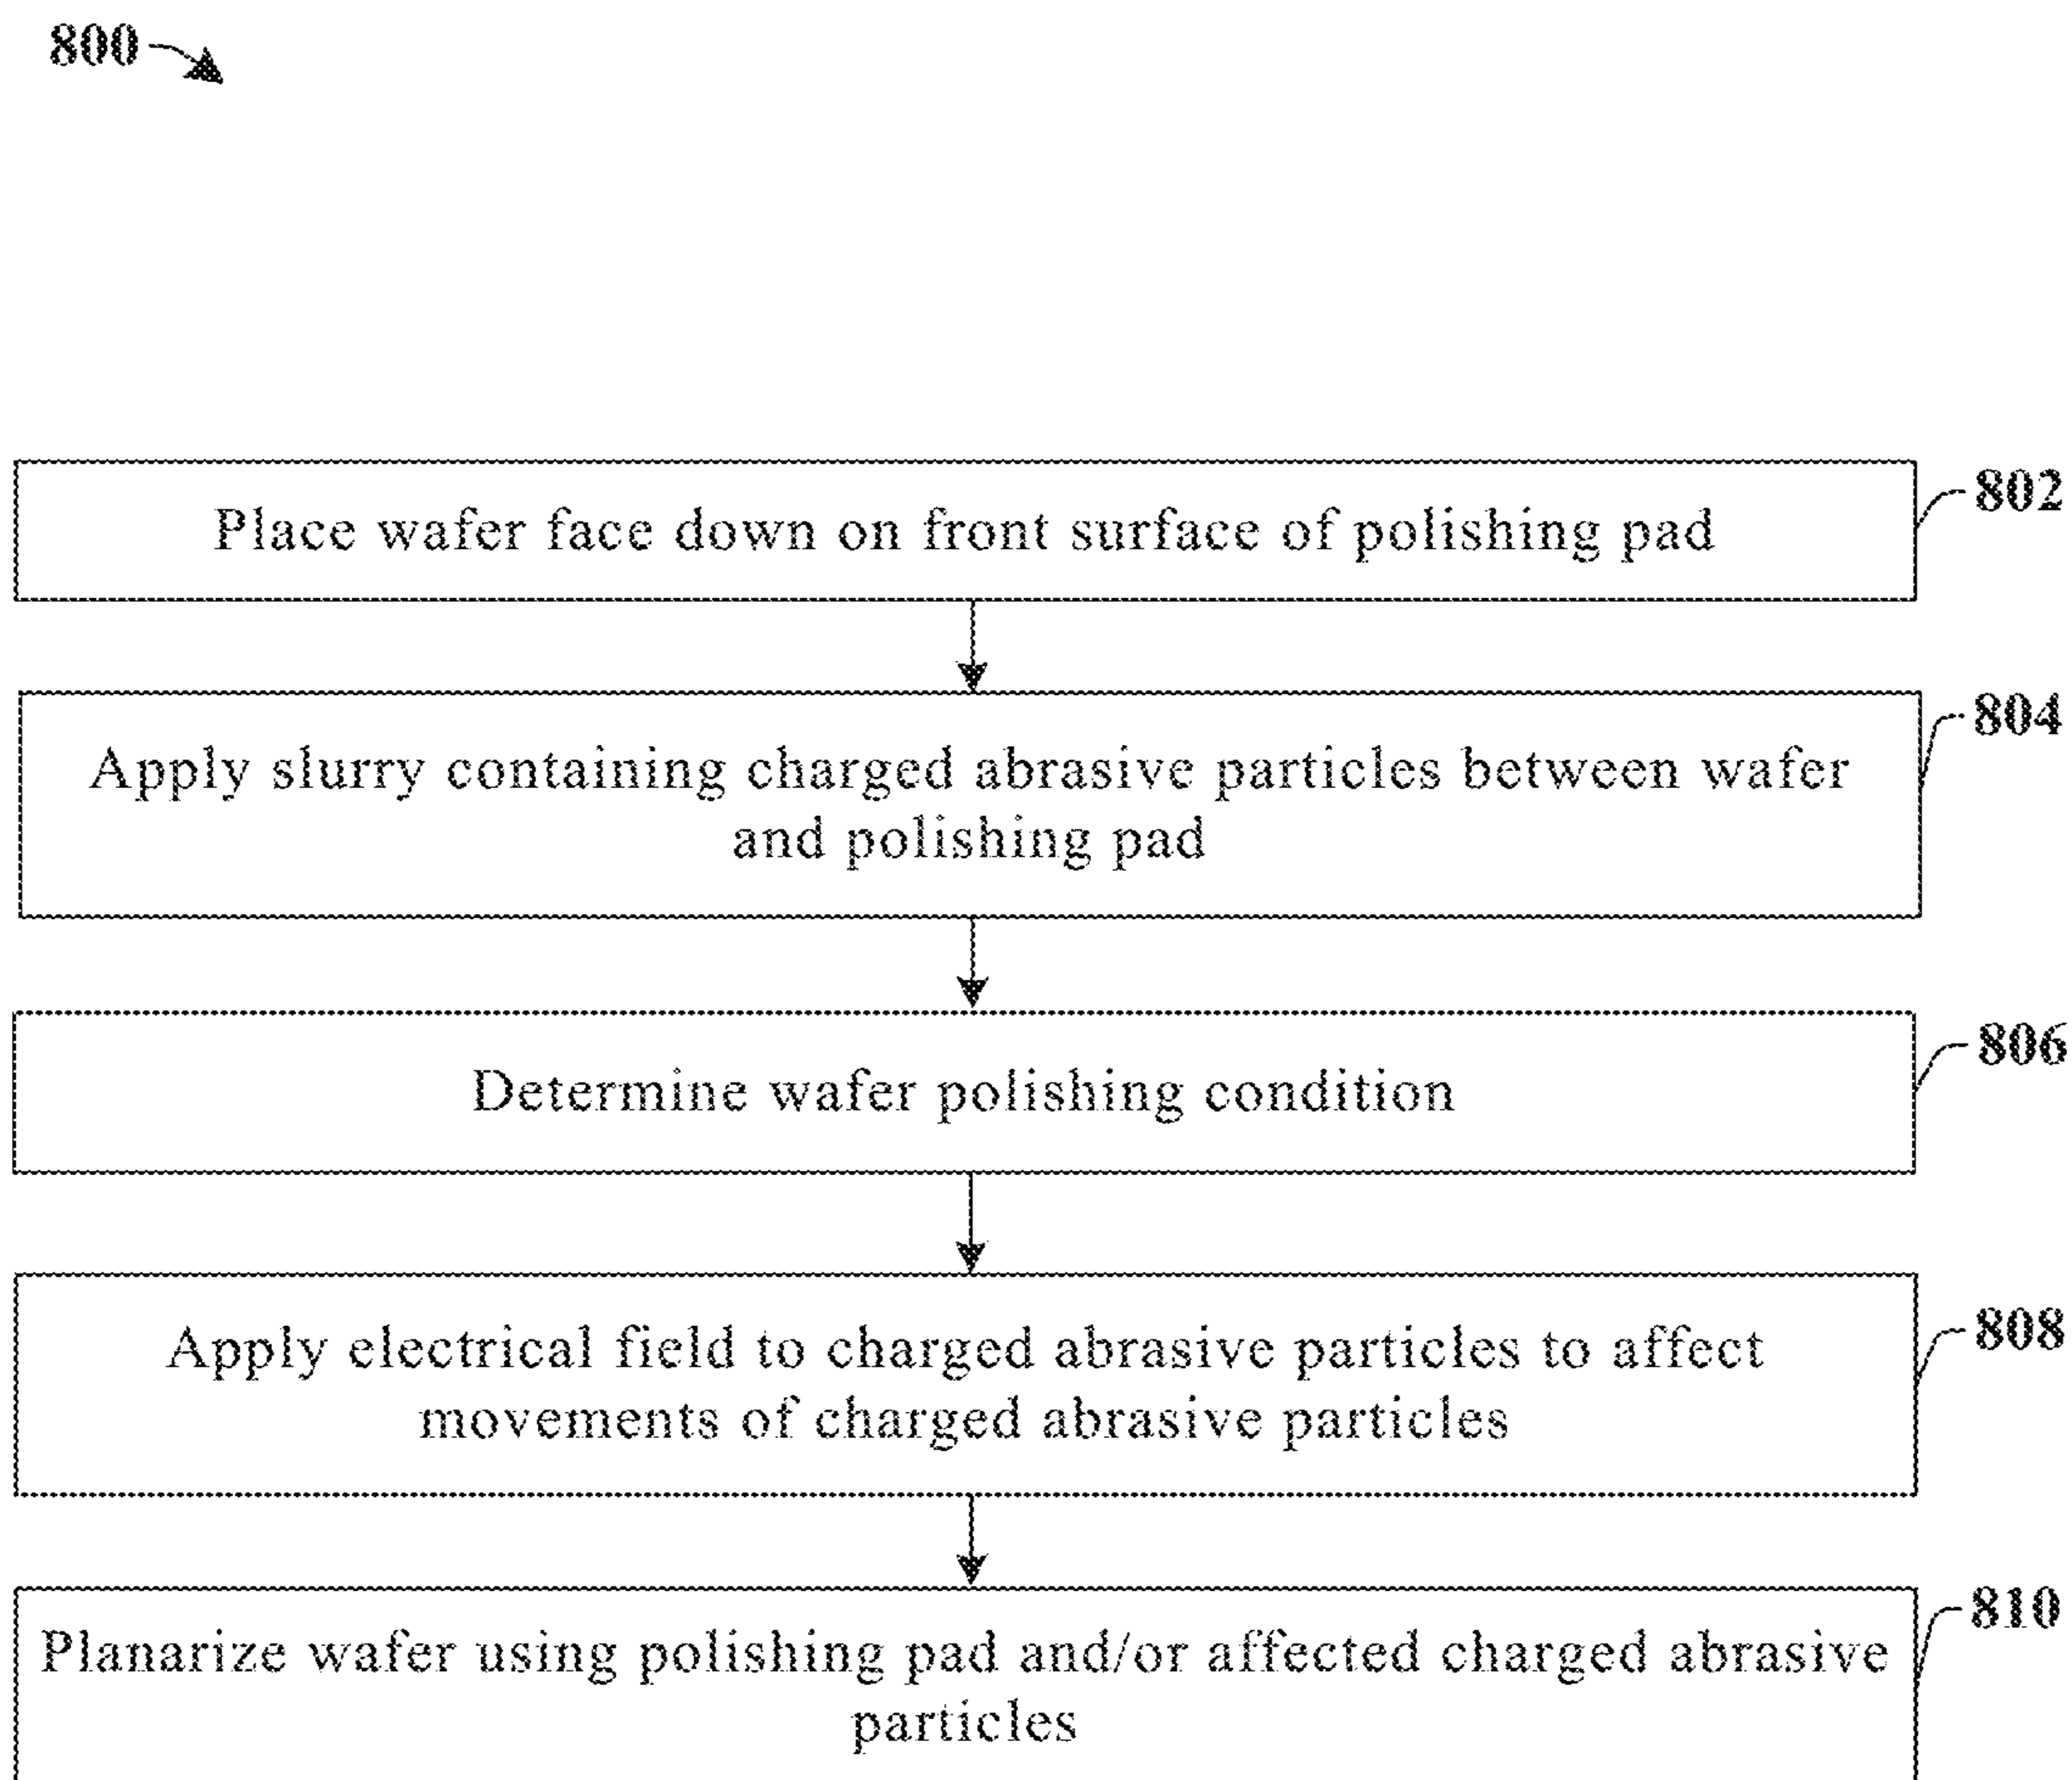 800
Place wafer face down on front surface of polishing pad
802
Apply slurry containing charged abrasive particles between wafer
and polishing pad
804
Determine wafer polishing condition
806
Apply electrical field to charged abrasive particles to affect
movements of charged abrasive particles
808
Planarize wafer using polishing pad and/or affected charged abrasive
particles
810